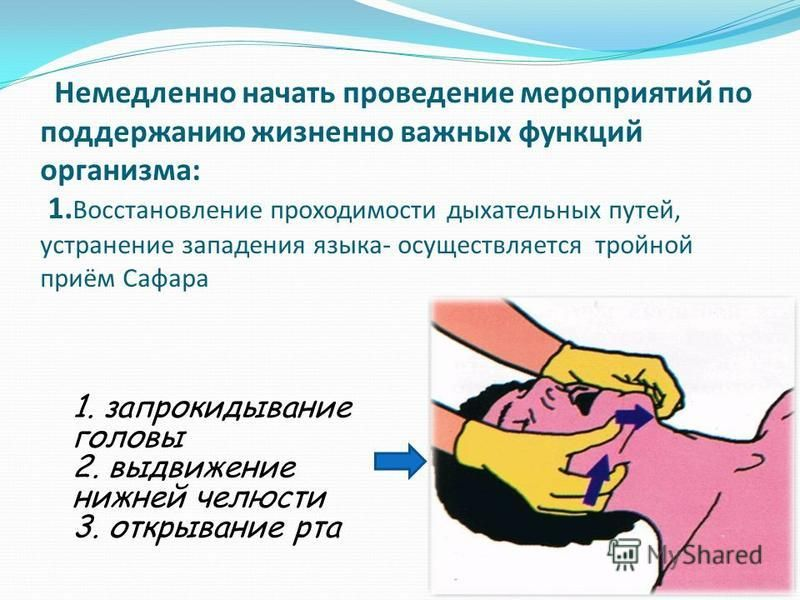 Немедленно начать проведение мероприятий по
поддержанию жизненно важных функций
организма:
1.Восстановление проходимости дыхательных путей,
устранение западения языка- осуществляется тройной
приём Сафара
1. запрокидывание
головы
2. выдвижение
нижней челюсти
3. открывание рта
MyShared